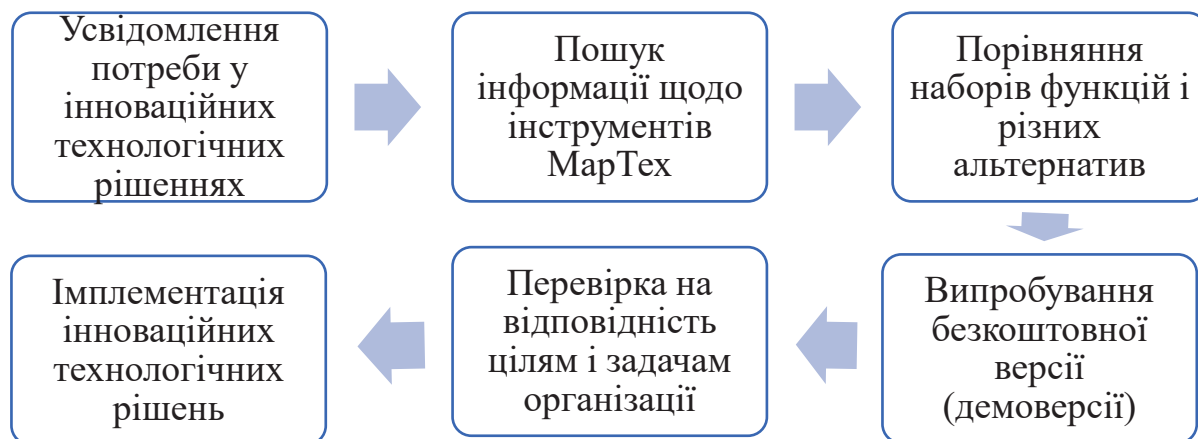 Усвідомлення
потреби у
інноваційних
технологічних
рішеннях
Пошук
інформації щодо
інструментів
МарТех
Порівняння
наборів функцій і
різних
альтернатив
Випробування
безкоштовної
версії
(демоверсії)
Перевірка на
відповідність
цілям і задачам
організації
Імплементація
інноваційних
технологічних
рішень